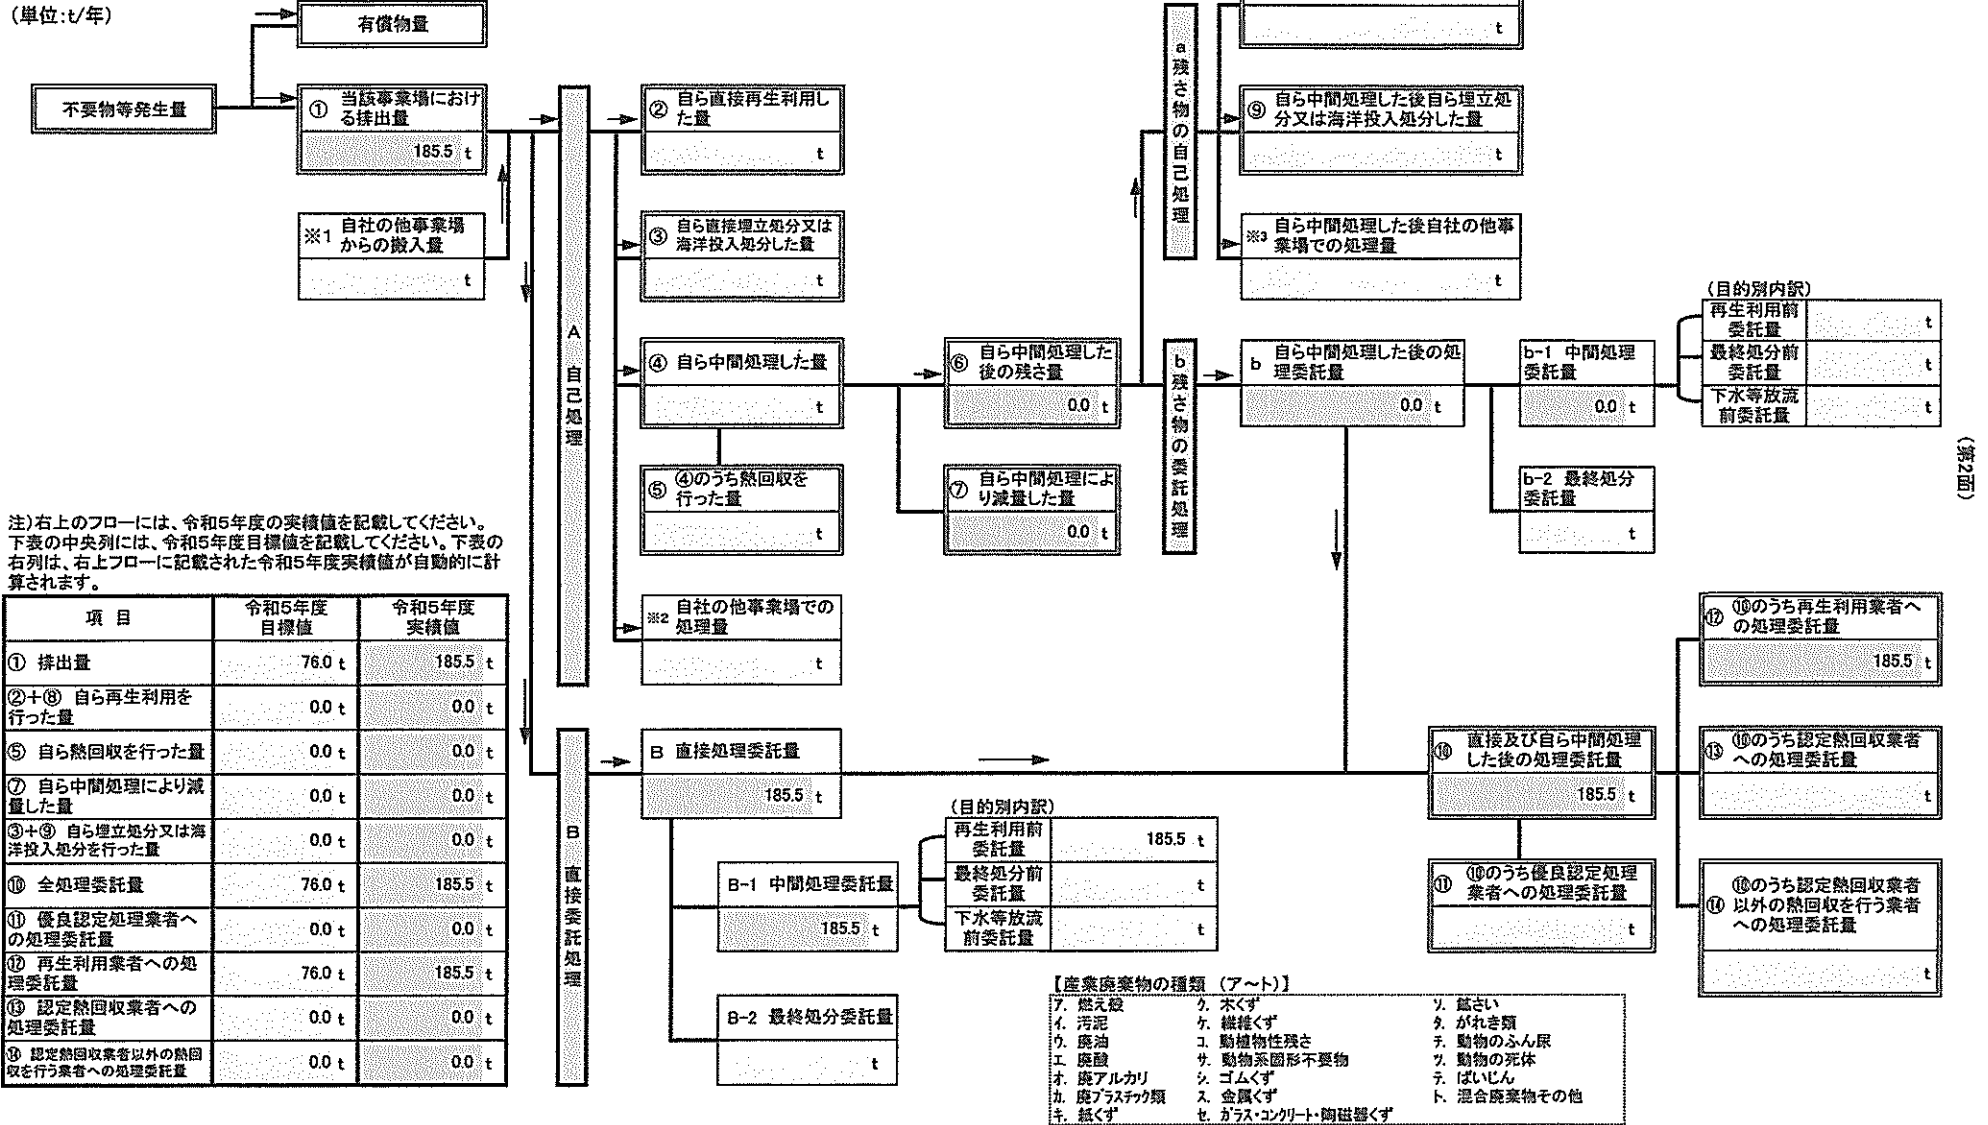 (単位:t/年)
有償物量
不要物等発生量
① 当該事業場におけ
る排出量
185.5 t
※1 自社の他事業場
からの搬入量
t
A 自己処理
② 自ら直接再生利用し
た量
t
③ 自ら直接埋立処分又は
海洋投入処分した量
t
④ 自ら中間処理した量
t
⑤ ④のうち熱回収を
行った量
t
※2 自社の他事業場での
処理量
t
⑥ 自ら中間処理した
後の残さ量
0.0 t
⑦ 自ら中間処理によ
り減量した量
0.0 t
a 残さ物の自己処理
t
⑨ 自ら中間処理した後自ら埋立処
分又は海洋投入処分した量
t
※3 自ら中間処理した後自社の他事
業場での処理量
t
b 残さ物の委託処理
b 自ら中間処理した後の処
理委託量
0.0 t
b-1 中間処理
委託量
0.0 t
(目的別内訳)
再生利用前
委託量
t
最終処分前
委託量
t
下水等放流
前委託量
t
b-2 最終処分
委託量
t
(第2面)
注)右上のフローには、令和5年度の実績値を記載してください。
下表の中央列には、令和5年度目標値を記載してください。下表の
右列は、右上フローに記載された令和5年度実績値が自動的に計
算されます。
項 目 令和5年度 目標値 令和5年度 実績値
① 排出量 76.0 t 185.5 t
②+⑧ 自ら再生利用を
行った量 0.0 t 0.0 t
⑤ 自ら熱回収を行った量 0.0 t 0.0 t
⑦ 自ら中間処理により減
量した量 0.0 t 0.0 t
③+⑨ 自ら埋立処分又は海
洋投入処分を行った量 0.0 t 0.0 t
⑩ 全処理委託量 76.0 t 185.5 t
⑪ 優良認定処理業者へ
の処理委託量 0.0 t 0.0 t
⑫ 再生利用業者への処
理委託量 76.0 t 185.5 t
⑬ 認定熱回収業者への
処理委託量 0.0 t 0.0 t
⑭ 認定熱回収業者以外の熱回
収を行う業者への処理委託量 0.0 t 0.0 t
B 直接委託処理
B 直接処理委託量
185.5 t
B-1 中間処理委託量
185.5 t
(目的別内訳)
再生利用前
委託量
185.5 t
最終処分前
委託量
t
下水等放流
前委託量
t
B-2 最終処分委託量
t
⑩ 直接及び自ら中間処理
した後の処理委託量
185.5 t
⑪ ⑩のうち優良認定処理
業者への処理委託量
t
⑫ ⑩のうち再生利用業者へ
の処理委託量
185.5 t
⑬ ⑩のうち認定熱回収業者
への処理委託量
t
⑭ ⑩のうち認定熱回収業者
以外の熱回収を行う業者
への処理委託量
t
【産業廃棄物の種類 (ア~ト)】
ア. 燃え殻 ク. 木くず ソ. 鉱さい
イ. 汚泥 ケ. 繊維くず タ. がれき類
ウ. 廃油 コ. 動植物性残さ チ. 動物のふん尿
エ. 廃酸 サ. 動物系固形不要物 ツ. 動物の死体
オ. 廃アルカリ シ. ゴムくず テ. ばいじん
カ. 廃プラスチック類 ス. 金属くず ト. 混合廃棄物その他
キ. 紙くず セ. ガラス・コンクリート・陶磁器くず